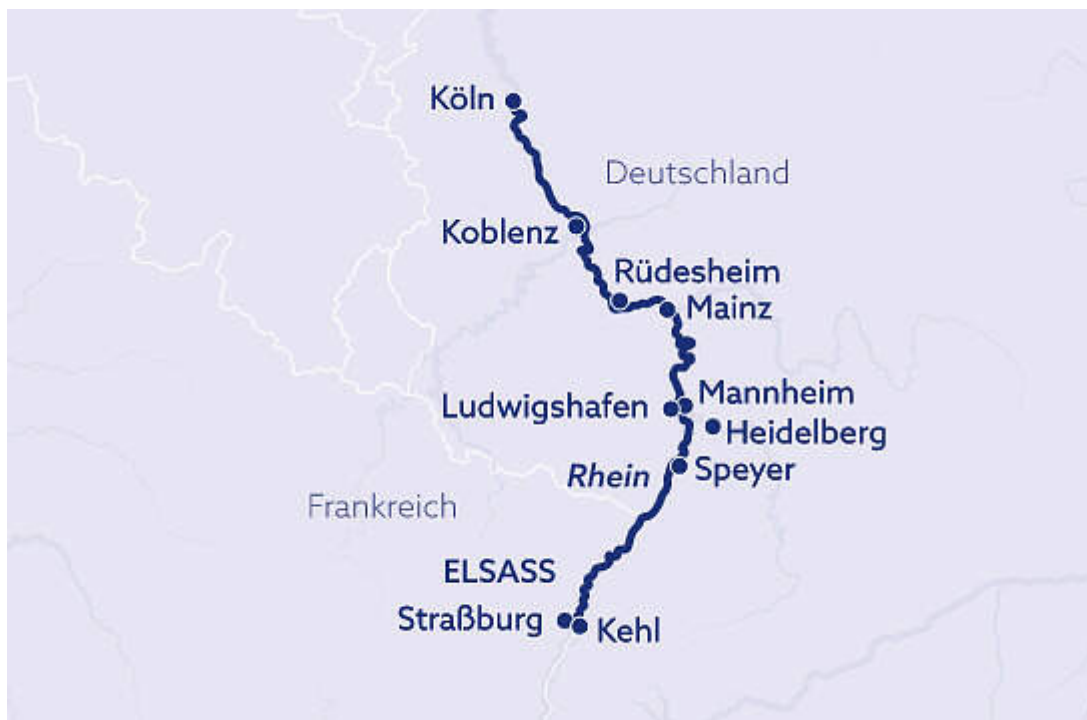 Köln
Deutschland
Koblenz
Rüdesheim
Mainz
Mannheim
Ludwigshafen
Heidelberg
Rhein
Speyer
Frankreich
ELSASS
Straßburg
Kehl